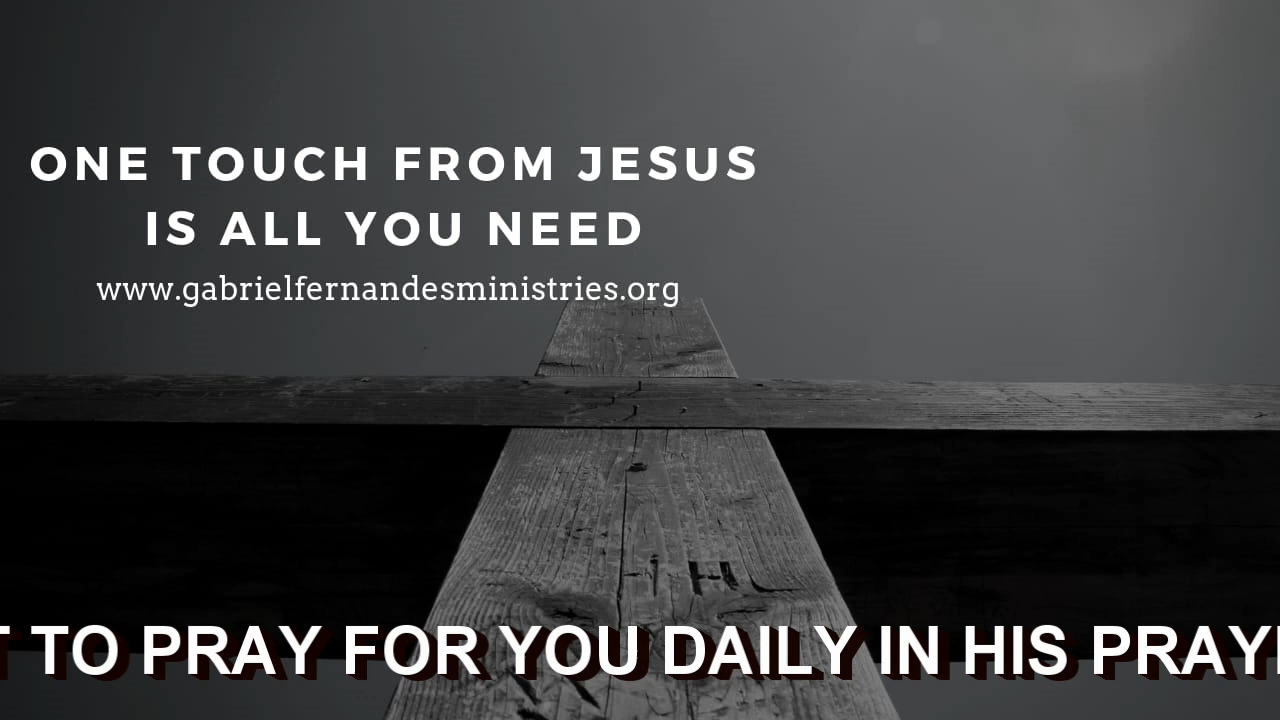 ONE TOUCH FROM JESUS
IS ALL YOU NEED
www.gabrielfernandesministries.org
TO PRAY FOR YOU DAILY IN HIS